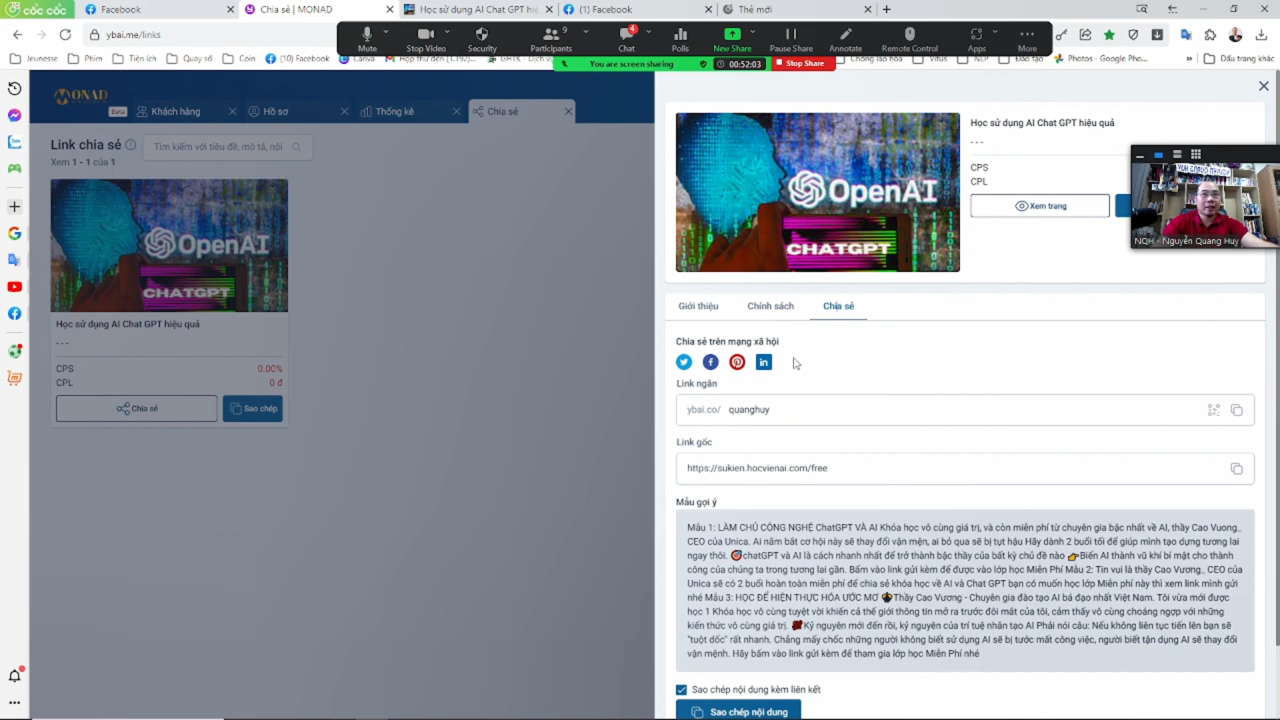 cốc cốc
Facebook
Chia sẻ | MONAD
Học sử dụng AI Chat GPT hi
(1) Facebook
Thẻ mới
ybai.me/links
Mute
Stop Video
Security
9
Participants
4
Chat
Polls
New Share
Pause Share
Annotate
Remote Control
Apps
More
Jeunesse
Phim
Tiện ích
Quay số
(10) Facebook
Canva
Hộp thư đến (1.192)...
GHTK - Dịch vụ
You are screen sharing
00:52:03
Stop Share
Chống lão hóa
Virtus
NLP
Đào tạo
Photos - Google Pho...
Dấu trang khác
MONAD
Beta
Khách hàng
Hồ sơ
Thống kê
Chia sẻ
Link chia sẻ
Tìm kiếm với tiêu đề, mô tả, nội
Xem 1 - 1 của 1
OpenAI
CHATGPT
Học sử dụng AI Chat GPT hiệu quả
- - -
CPS
0.00%
CPL
0 đ
Chia sẻ
Sao chép
OpenAI
CHATGPT
Học sử dụng AI Chat GPT hiệu quả
- - -
CPS
CPL
Xem trang
NQH - Nguyễn Quang Huy
Giới thiệu
Chính sách
Chia sẻ
Chia sẻ trên mạng xã hội
Link ngắn
ybai.co/ quanghuy
Link gốc
https://sukien.hocvienai.com/free
Mẫu gợi ý
Mẫu 1: LÀM CHỦ CÔNG NGHỆ ChatGPT VÀ AI Khóa học vô cùng giá trị, và còn miễn phí từ chuyên gia bậc nhất về AI, thầy Cao Vuong_
CEO của Unica. Ai nắm bắt cơ hội này sẽ thay đổi vận mện, ai bỏ qua sẽ bị tụt hậu Hãy dành 2 buổi tối để giúp mình tạo dựng tương lai
ngay thôi. 🎯chatGPT và AI là cách nhanh nhất để trở thành bậc thầy của bất kỳ chủ đề nào 👉Biến AI thành vũ khí bí mật cho thành
công của chúng ta trong tương lai gần. Bấm vào link gửi kèm để được vào lớp học Miễn Phí Mẫu 2: Tin vui là thầy Cao Vương_ CEO của
Unica sẽ có 2 buổi hoàn toàn miễn phí để chia sẻ khóa học về AI và Chat GPT bạn có muốn học lớp Miễn phí này thì xem link mình gửi
nhé Mẫu 3: HỌC ĐỂ HIỆN THỰC HÓA ƯỚC MƠ Thầy Cao Vương - Chuyên gia đào tạo AI bá đạo nhất Việt Nam. Tôi vừa mới được
học 1 Khóa học vô cùng tuyệt vời khiến cả thế giới thông tin mở ra trước đôi mắt của tôi, cảm thấy vô cùng choáng ngợp với những
kiến thức vô cùng giá trị. Kỷ nguyên mới đến rồi, kỷ nguyên của trí tuệ nhân tạo AI Phải nói câu: Nếu không liên tục tiến lên bạn sẽ
"tuột dốc" rất nhanh. Chẳng mấy chốc những người không biết sử dụng AI sẽ bị tước mất công việc, người biết tận dụng AI sẽ thay đổi
vận mệnh. Hãy bấm vào link gửi kèm để tham gia lớp học Miễn Phí nhé
Sao chép nội dung kèm liên kết
Sao chép nội dung